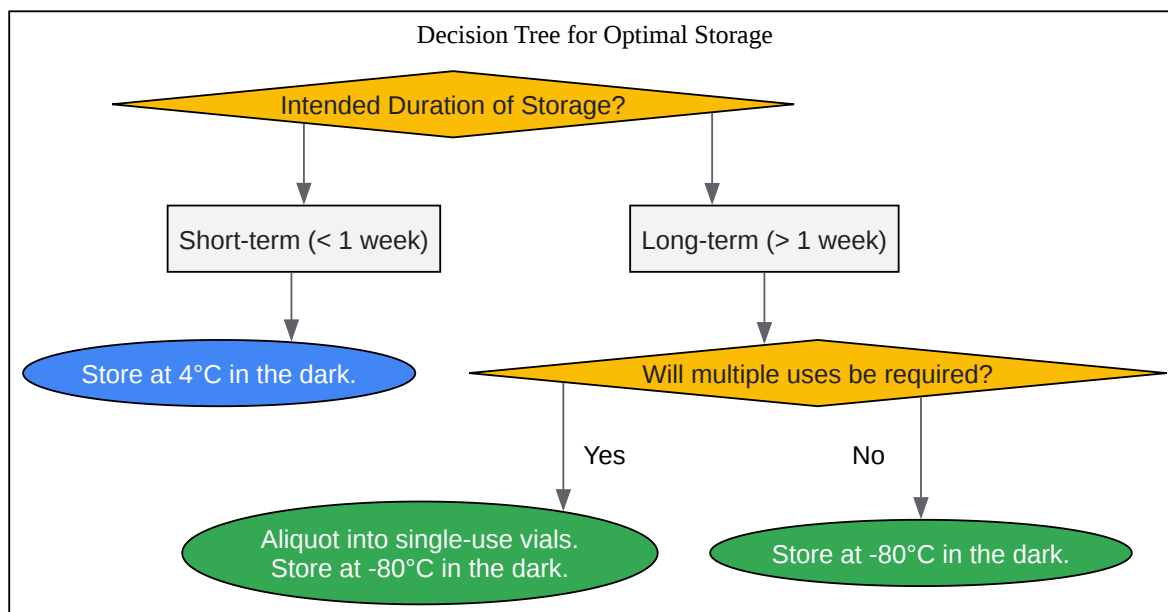 Decision Tree for Optimal Storage
Intended Duration of Storage?
Short-term (< 1 week)
Long-term (> 1 week)
Store at 4°C in the dark.
Will multiple uses be required?
Yes
No
Aliquot into single-use vials.
Store at -80°C in the dark.
Store at -80°C in the dark.